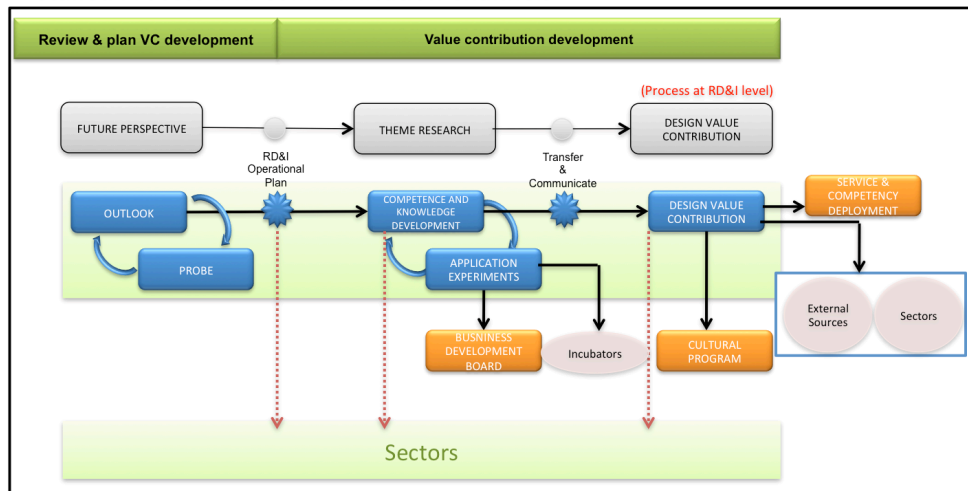 Review & plan VC development
Value contribution development
(Process at RD&I level)
FUTURE PERSPECTIVE
THEME RESEARCH
DESIGN VALUE
CONTRIBUTION
RD&I
Operational
Plan
Transfer
&
Communicate
OUTLOOK
COMPETENCE AND
KNOWLEDGE
DEVELOPMENT
DESIGN VALUE
CONTRIBUTION
SERVICE &
COMPETENCY
DEPLOYMENT
PROBE
APPLICATION
EXPERIMENTS
External
Sources
Sectors
BUSNINESS
DEVELOPMENT
BOARD
Incubators
CULTURAL
PROGRAM
Sectors